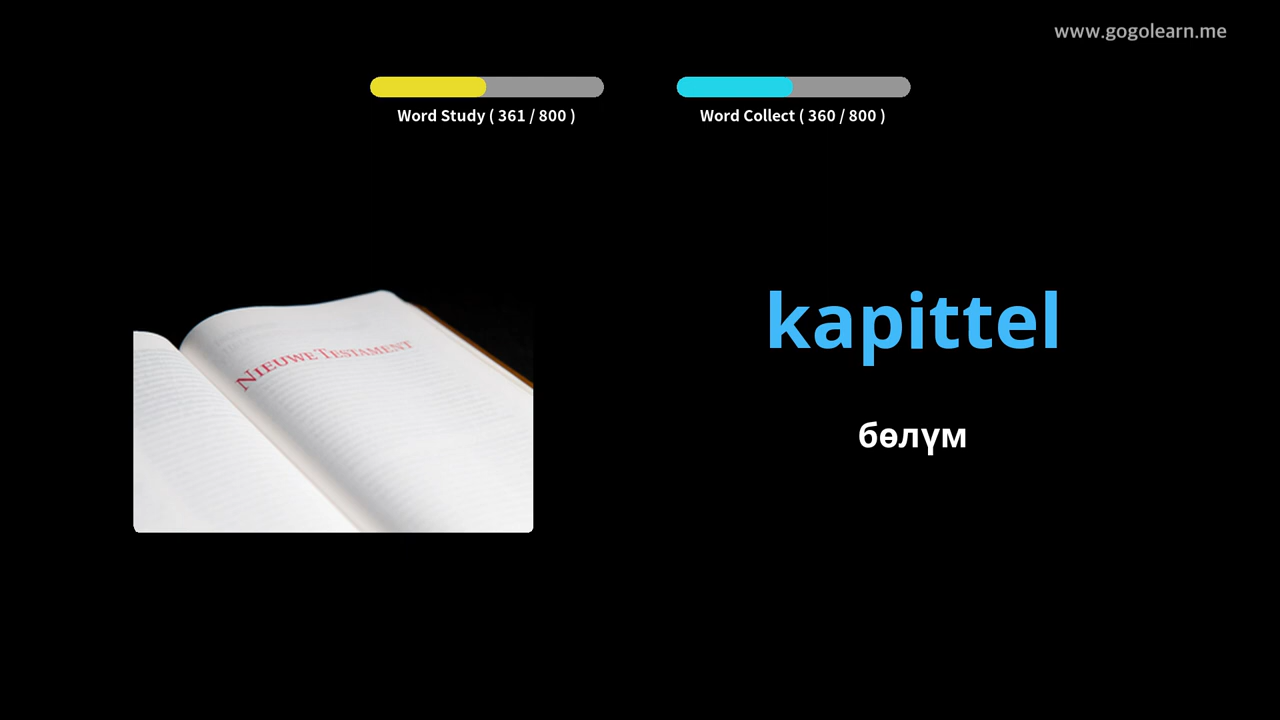 www.gogolearn.me
Word Study ( 361 / 800 )
Word Collect ( 360 / 800 )
NIEUWE TESTAMENT
kapittel
бөлүм